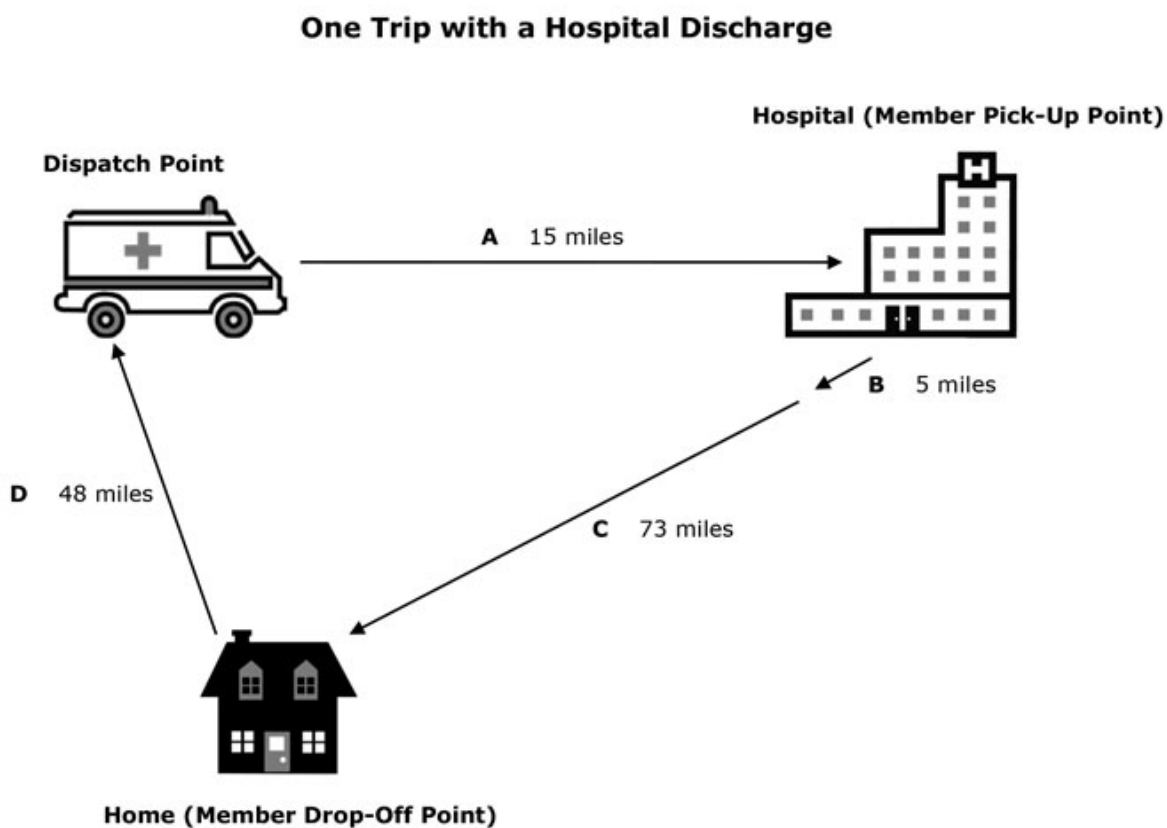 One Trip with a Hospital Discharge
Hospital (Member Pick-Up Point)
Dispatch Point
H
A 15 miles
B 5 miles
D 48 miles
C 73 miles
Home (Member Drop-Off Point)